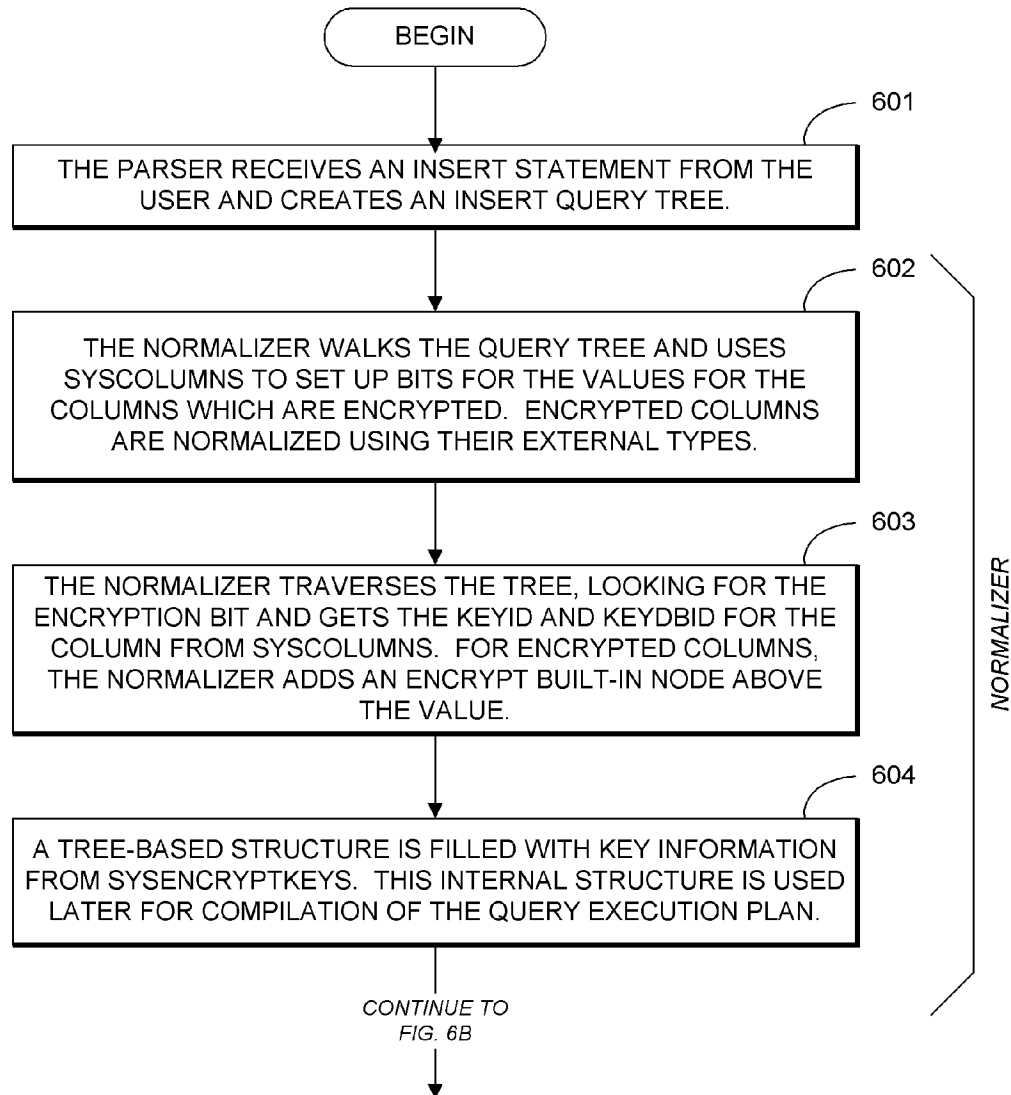 BEGIN
601
THE PARSER RECEIVES AN INSERT STATEMENT FROM THE
USER AND CREATES AN INSERT QUERY TREE.
602
THE NORMALIZER WALKS THE QUERY TREE AND USES
SYSCOLUMNS TO SET UP BITS FOR THE VALUES FOR THE
COLUMNS WHICH ARE ENCRYPTED. ENCRYPTED COLUMNS
ARE NORMALIZED USING THEIR EXTERNAL TYPES.
603
THE NORMALIZER TRAVERSES THE TREE, LOOKING FOR THE
ENCRYPTION BIT AND GETS THE KEYID AND KEYDBID FOR THE
COLUMN FROM SYSCOLUMNS. FOR ENCRYPTED COLUMNS,
THE NORMALIZER ADDS AN ENCRYPT BUILT-IN NODE ABOVE
THE VALUE.
NORMALIZER
604
A TREE-BASED STRUCTURE IS FILLED WITH KEY INFORMATION
FROM SYSENCRYPTKEYS. THIS INTERNAL STRUCTURE IS USED
LATER FOR COMPILATION OF THE QUERY EXECUTION PLAN.
CONTINUE TO
FIG. 6B